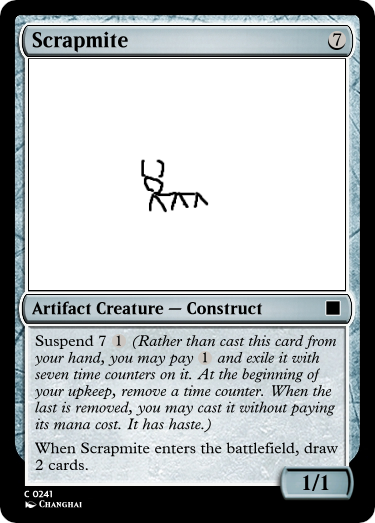 Scrapmite 7
Artifact Creature — Construct
Suspend 7 1 (Rather than cast this card from
your hand, you may pay 1 and exile it with
seven time counters on it. At the beginning of
your upkeep, remove a time counter. When the
last is removed, you may cast it without paying
its mana cost. It has haste.)
When Scrapmite enters the battlefield, draw
2 cards.
1/1
C 0241
Changhai